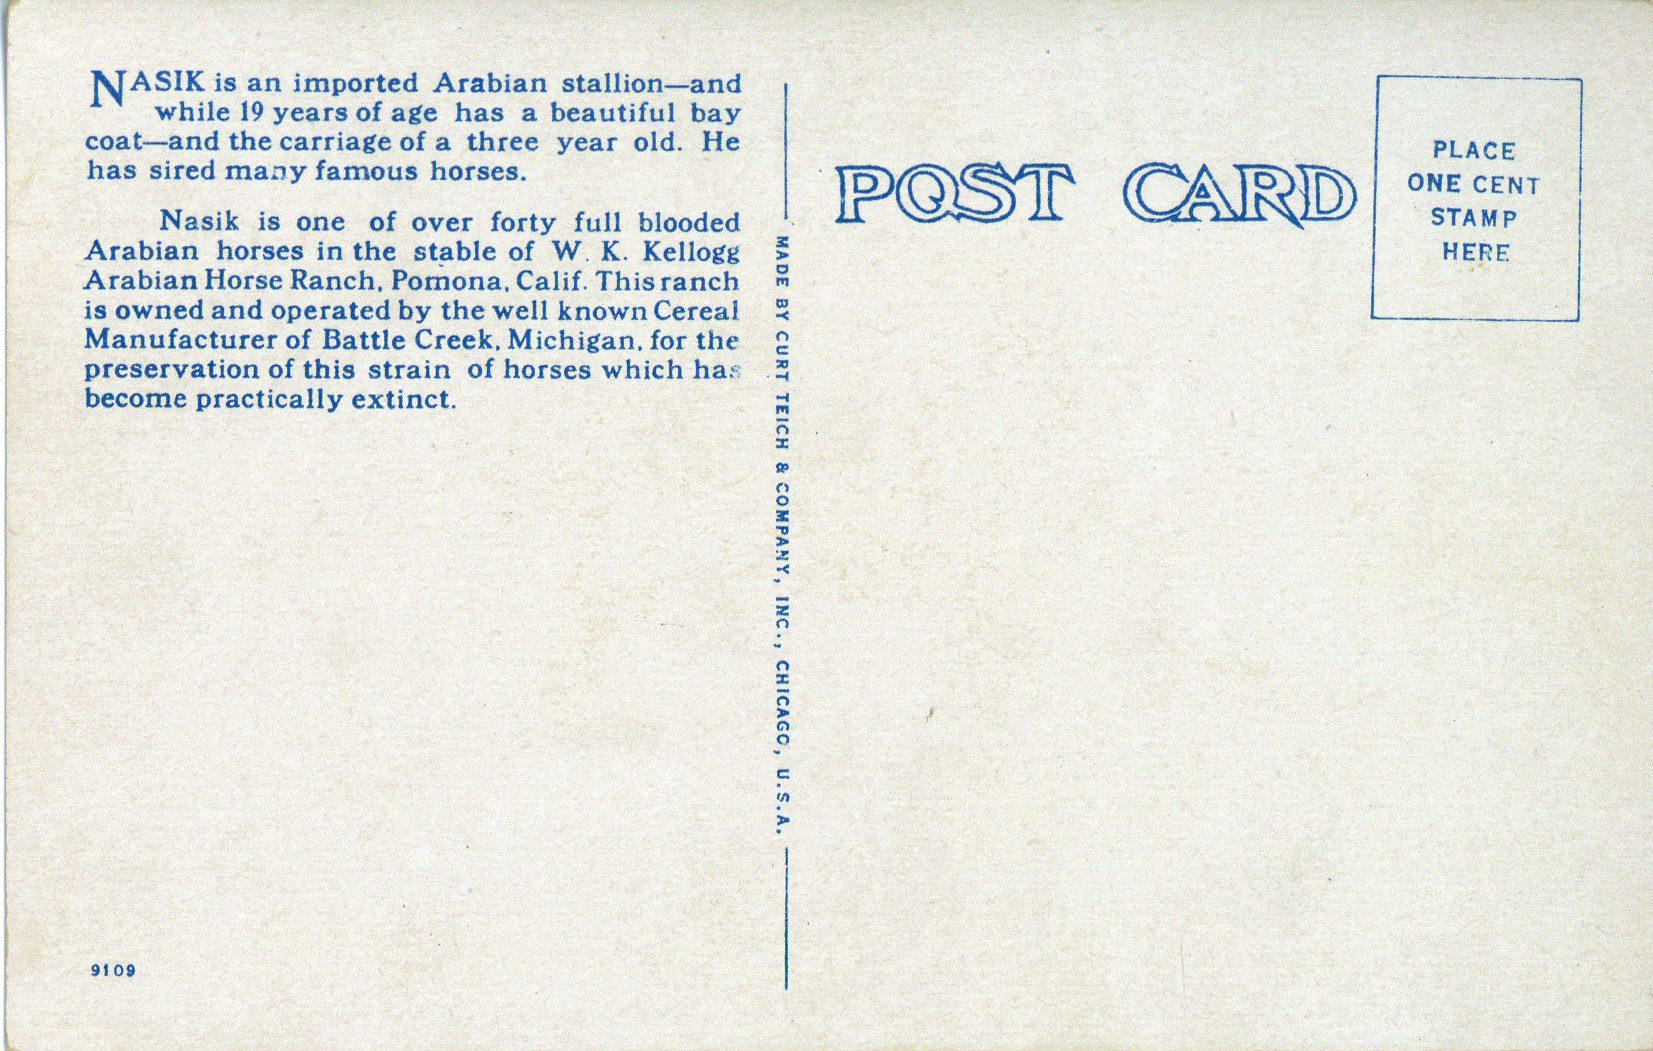 NASIK is an imported Arabian stallion—and
while 19 years of age has a beautiful bay
coat—and the carriage of a three year old. He
has sired many famous horses.
Nasik is one of over forty full blooded
Arabian horses in the stable of W. K. Kellogg
Arabian Horse Ranch, Pomona, Calif. This ranch
is owned and operated by the well known Cereal
Manufacturer of Battle Creek, Michigan, for the
preservation of this strain of horses which has
become practically extinct.
9109
MADE BY CURT TEICH & COMPANY, INC., CHICAGO, U.S.A.
POST CARD
PLACE
ONE CENT
STAMP
HERE